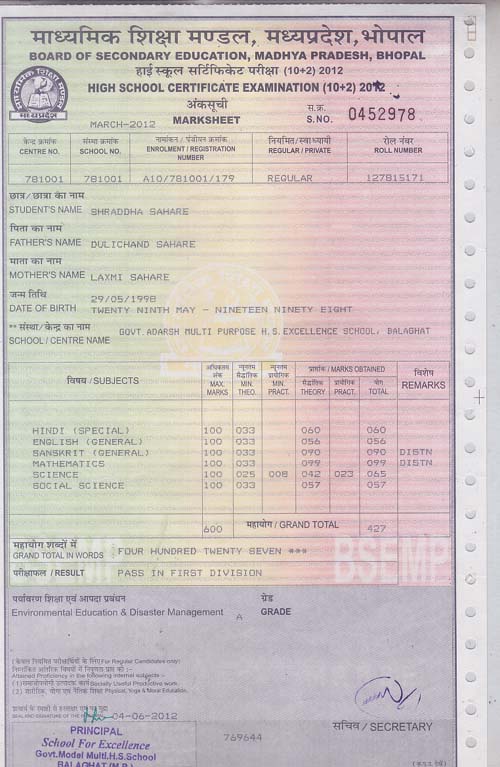 माध्यमिक शिक्षा मण्डल, मध्यप्रदेश, भोपाल
BOARD OF SECONDARY EDUCATION, MADHYA PRADESH, BHOPAL
हाई स्कूल सर्टिफिकेट परीक्षा (10+2) 2012
HIGH SCHOOL CERTIFICATE EXAMINATION (10+2) 2012
मध्यप्रदेश
अंकसूची
MARKSHEET
MARCH-2012
स.क्र.
S.NO. 0452978
केन्द्र क्रमांक संस्था क्रमांक नामांकन / पंजीयन क्रमांक नियमित/स्वाध्यायी रोल नंबर
CENTRE NO. SCHOOL NO. ENROLMENT / REGISTRATION NUMBER REGULAR / PRIVATE ROLL NUMBER
781001 781001 A10/781001/179 REGULAR 127815171
छात्र / छात्रा का नाम
STUDENT'S NAME SHRADDHA SAHARE
पिता का नाम
FATHER'S NAME DULICHAND SAHARE
माता का नाम
MOTHER'S NAME LAXMI SAHARE
जन्म तिथि 29/05/1998
DATE OF BIRTH TWENTY NINTH MAY - NINETEEN NINETY EIGHT
** संस्था/ केन्द्र का नाम GOVT.ADARSH MULTI PURPOSE H.S.EXCELLENCE SCHOOL, BALAGHAT
SCHOOL / CENTRE NAME
विषय / SUBJECTS
अधिकतम अंक MAX. MARKS
न्यूनतम सैद्धांतिक MIN. THEO.
न्यूनतम प्रायोगिक MIN. PRACT.
प्राप्तांक / MARKS OBTAINED
सैद्धांतिक THEORY
प्रायोगिक PRACT.
योग TOTAL
विशेष REMARKS
HINDI (SPECIAL) 100 033 060 060
ENGLISH (GENERAL) 100 033 056 056
SANSKRIT (GENERAL) 100 033 090 090 DISTN
MATHEMATICS 100 033 099 099 DISTN
SCIENCE 100 025 008 042 023 065
SOCIAL SCIENCE 100 033 057 057
600 महायोग / GRAND TOTAL 427
महायोग शब्दों में
GRAND TOTAL IN WORDS FOUR HUNDRED TWENTY SEVEN ***
BSEMP
परीक्षाफल / RESULT PASS IN FIRST DIVISION
पर्यावरण शिक्षा एवं आपदा प्रबंधन ग्रेड
Environmental Education & Disaster Management A GRADE
(केवल नियमित परीक्षार्थियों के लिए/For Regular Candidates only)
Attained Proficiency in the following internal subjects :-
Socially Useful Productive work.
Physical, Yoga & Moral Education.
04-06-2012
सचिव / SECRETARY
769644
PRINCIPAL
School For Excellence
Govt.Model Multi.H.S.School
BALAGHAT (M.P.)